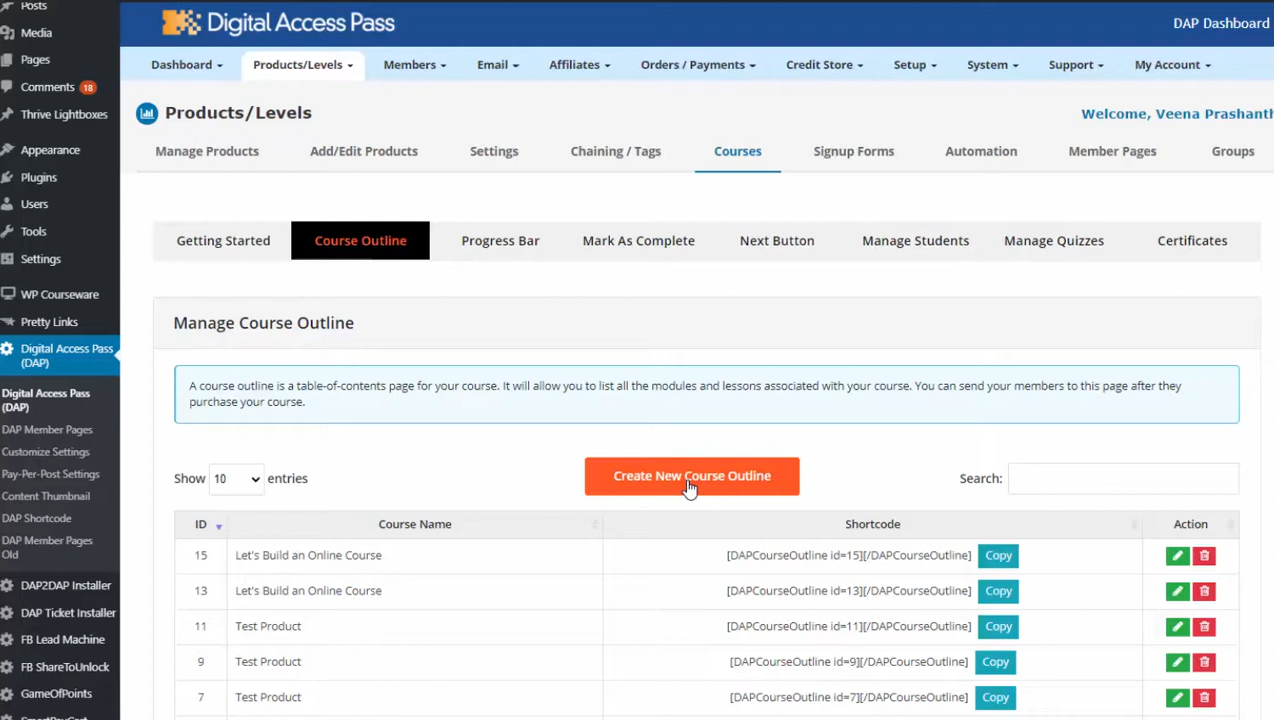 Posts
Media
Pages
Comments 18
Thrive Lightboxes
Appearance
Plugins
Users
Tools
Settings
WP Courseware
Pretty Links
Digital Access Pass
(DAP)
Digital Access Pass
(DAP)
DAP Member Pages
Customize Settings
Pay-Per-Post Settings
Content Thumbnail
DAP Shortcode
DAP Member Pages
Old
DAP2DAP Installer
DAP Ticket Installer
FB Lead Machine
FB ShareToUnlock
GameOfPoints
Digital Access Pass
DAP Dashboard
Dashboard Products/Levels Members Email Affiliates Orders / Payments Credit Store Setup System Support My Account
Products/Levels
Welcome, Veena Prashanth
Manage Products Add/Edit Products Settings Chaining / Tags Courses Signup Forms Automation Member Pages Groups
Getting Started Course Outline Progress Bar Mark As Complete Next Button Manage Students Manage Quizzes Certificates
Manage Course Outline
A course outline is a table-of-contents page for your course. It will allow you to list all the modules and lessons associated with your course. You can send your members to this page after they
purchase your course.
Show 10 entries
Create New Course Outline
Search:
ID Course Name Shortcode Action
15 Let's Build an Online Course [DAPCourseOutline id=15][/DAPCourseOutline] Copy
13 Let's Build an Online Course [DAPCourseOutline id=13][/DAPCourseOutline] Copy
11 Test Product [DAPCourseOutline id=11][/DAPCourseOutline] Copy
9 Test Product [DAPCourseOutline id=9][/DAPCourseOutline] Copy
7 Test Product [DAPCourseOutline id=7][/DAPCourseOutline] Copy